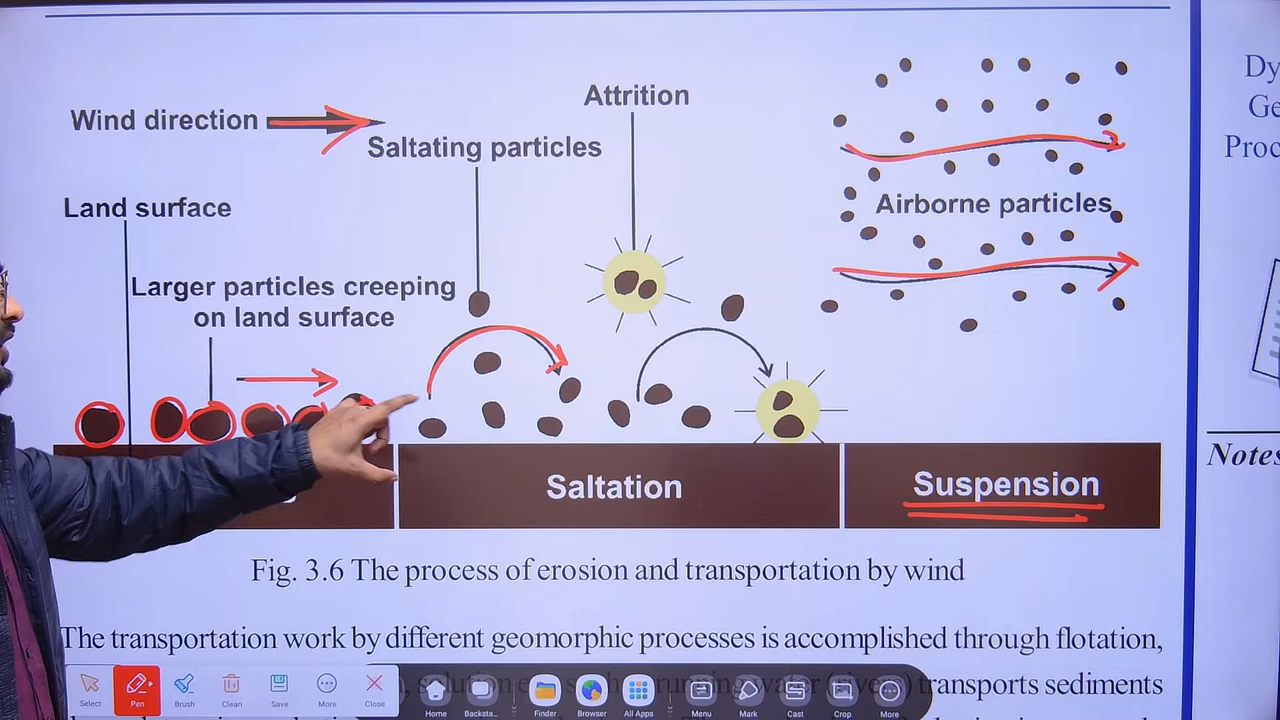 Attrition
Wind direction
Saltating particles
Land surface
Airborne particles
Larger particles creeping
on land surface
Saltation
Suspension
Fig. 3.6 The process of erosion and transportation by wind
The transportation work by different geomorphic processes is accomplished through flotation,
transports sediments
Dy
Ge
Proc
Notes
Select
Pen
Brush
Clean
Save
More
Close
Home
Backsta...
Finder
Browser
All Apps
Menu
Mark
Cast
Crop
More